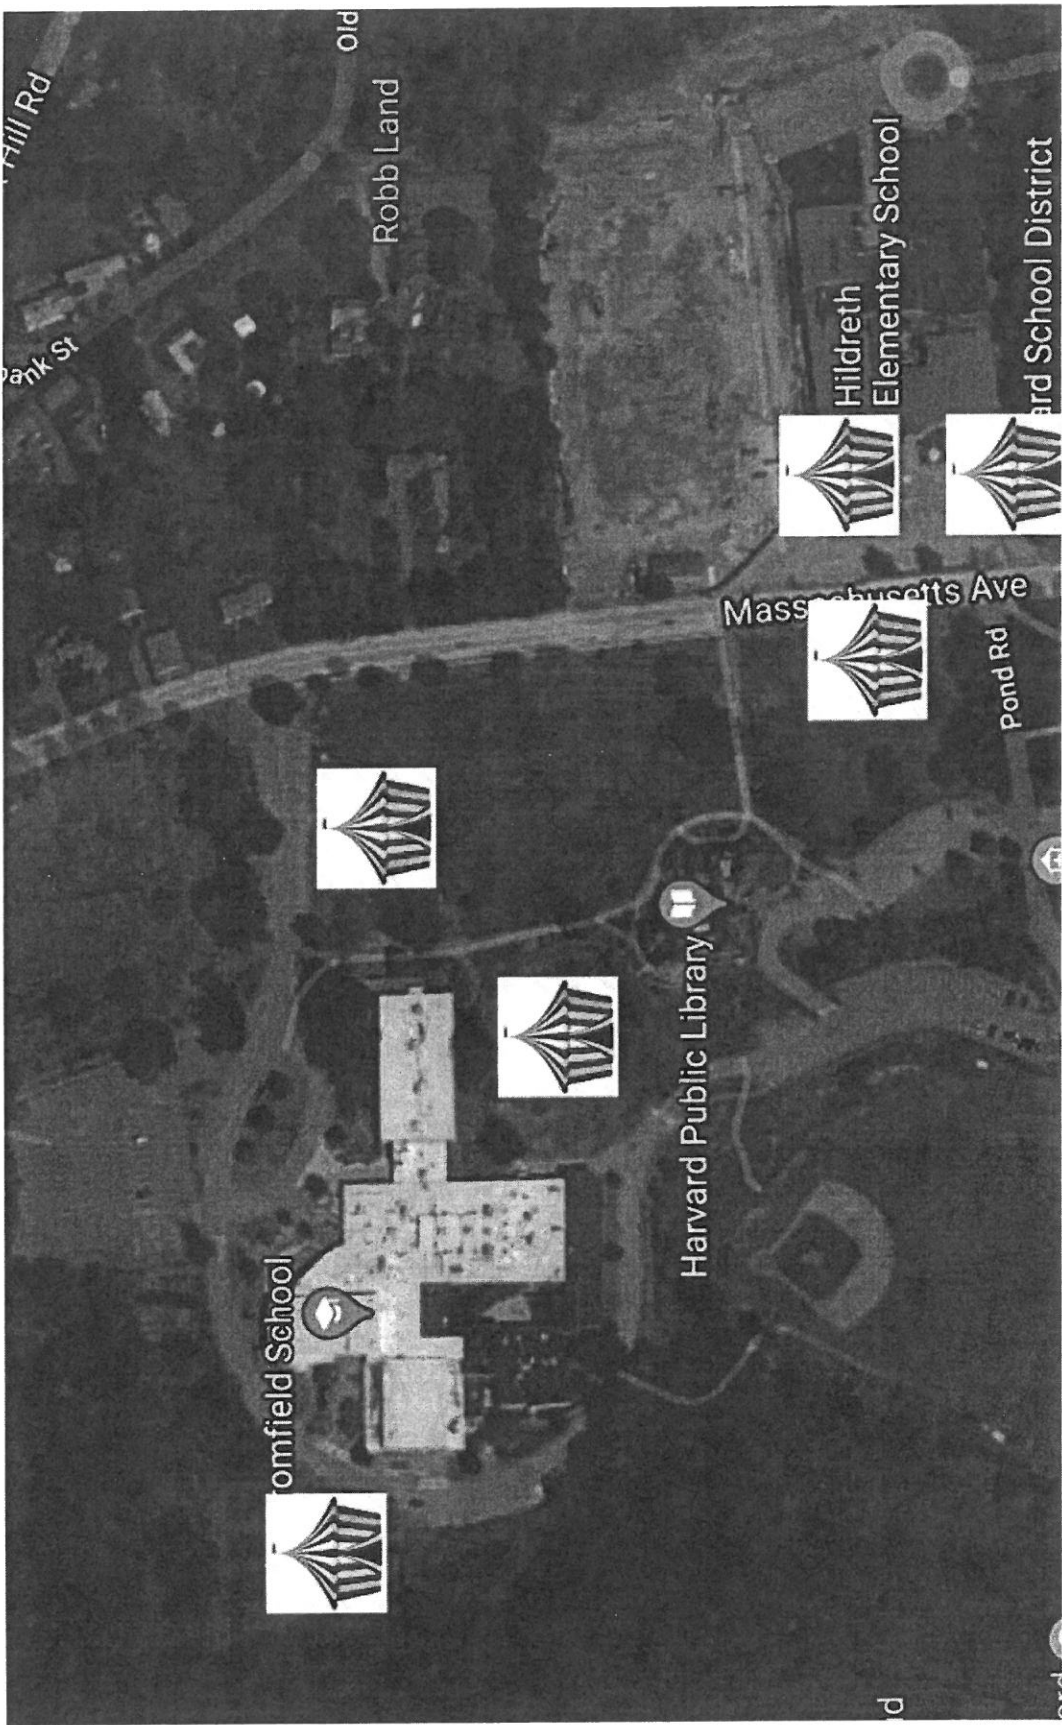 Hill Rd
Old
Robb Land
Bank St
Hildreth
Elementary School
ard School District
Massachusetts Ave
Pond Rd
Harvard Public Library
omfield School